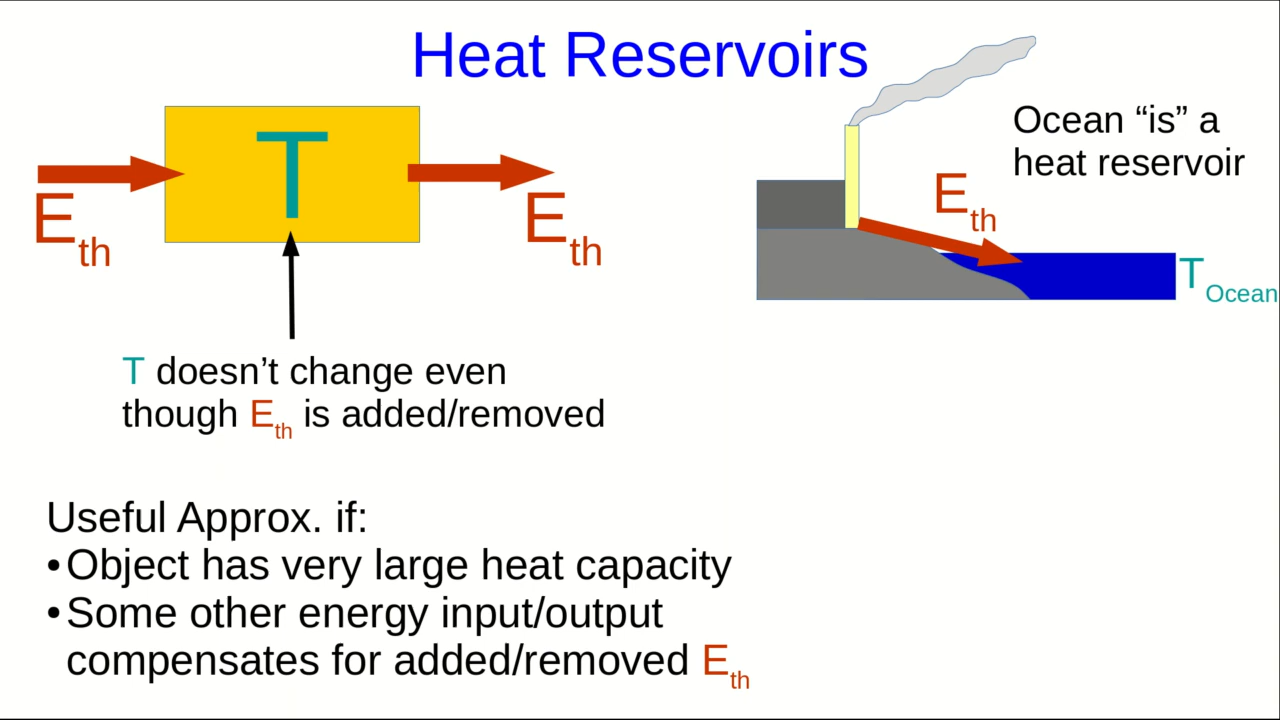 Heat Reservoirs
T
E_th
E_th
T doesn’t change even
though E_th is added/removed
Ocean “is” a
heat reservoir
E_th
T_Ocean
Useful Approx. if:
•Object has very large heat capacity
•Some other energy input/output
compensates for added/removed E_th